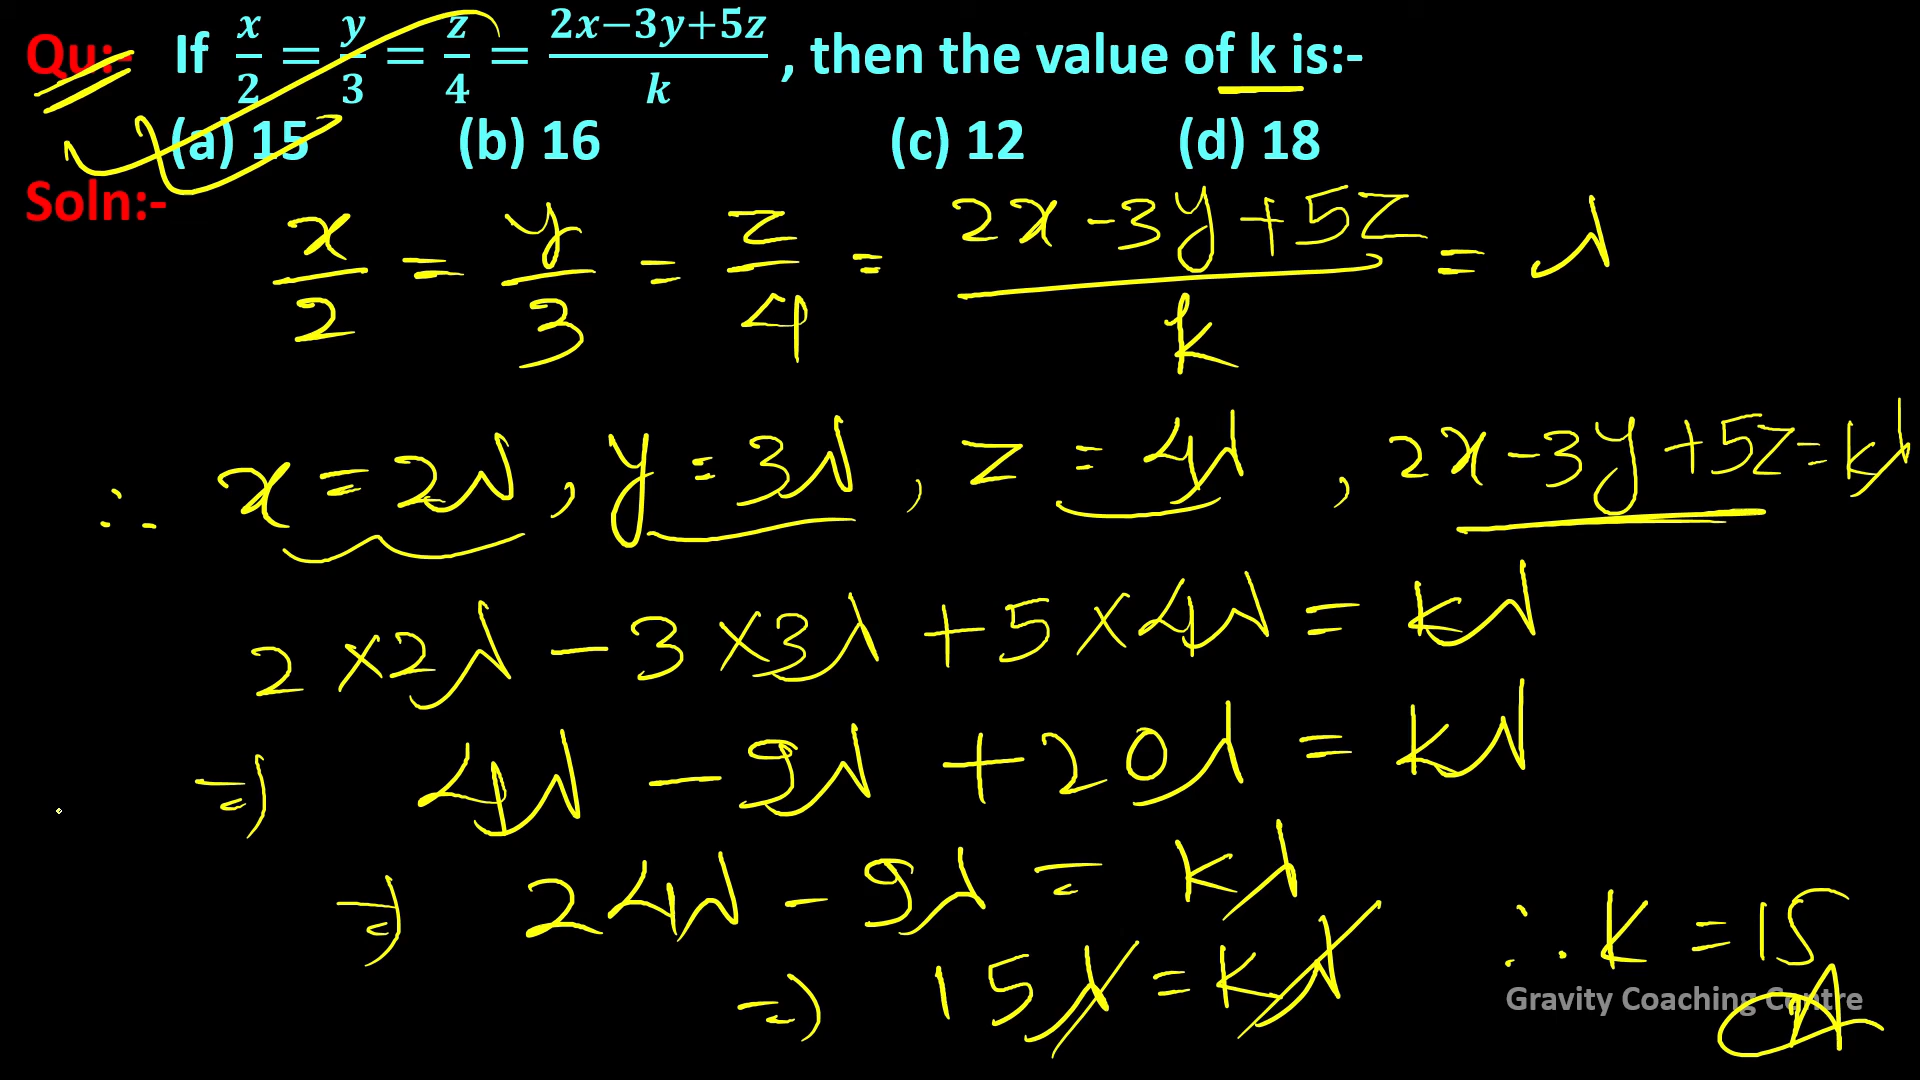 Qu:- If x/2 = y/3 = z/4 = (2x−3y+5z)/k , then the value of k is:-
(a) 15 (b) 16 (c) 12 (d) 18
Soln:-
x/2 = y/3 = z/4 = (2x-3y+5z)/k = λ
∴ x = 2λ, y = 3λ, z = 4λ, 2x-3y+5z = kλ
2×2λ - 3×3λ + 5×4λ = kλ
⇒ 4λ - 9λ + 20λ = kλ
⇒ 24λ - 9λ = kλ
⇒ 15λ = kλ ∴ k = 15
Gravity Coaching Centre